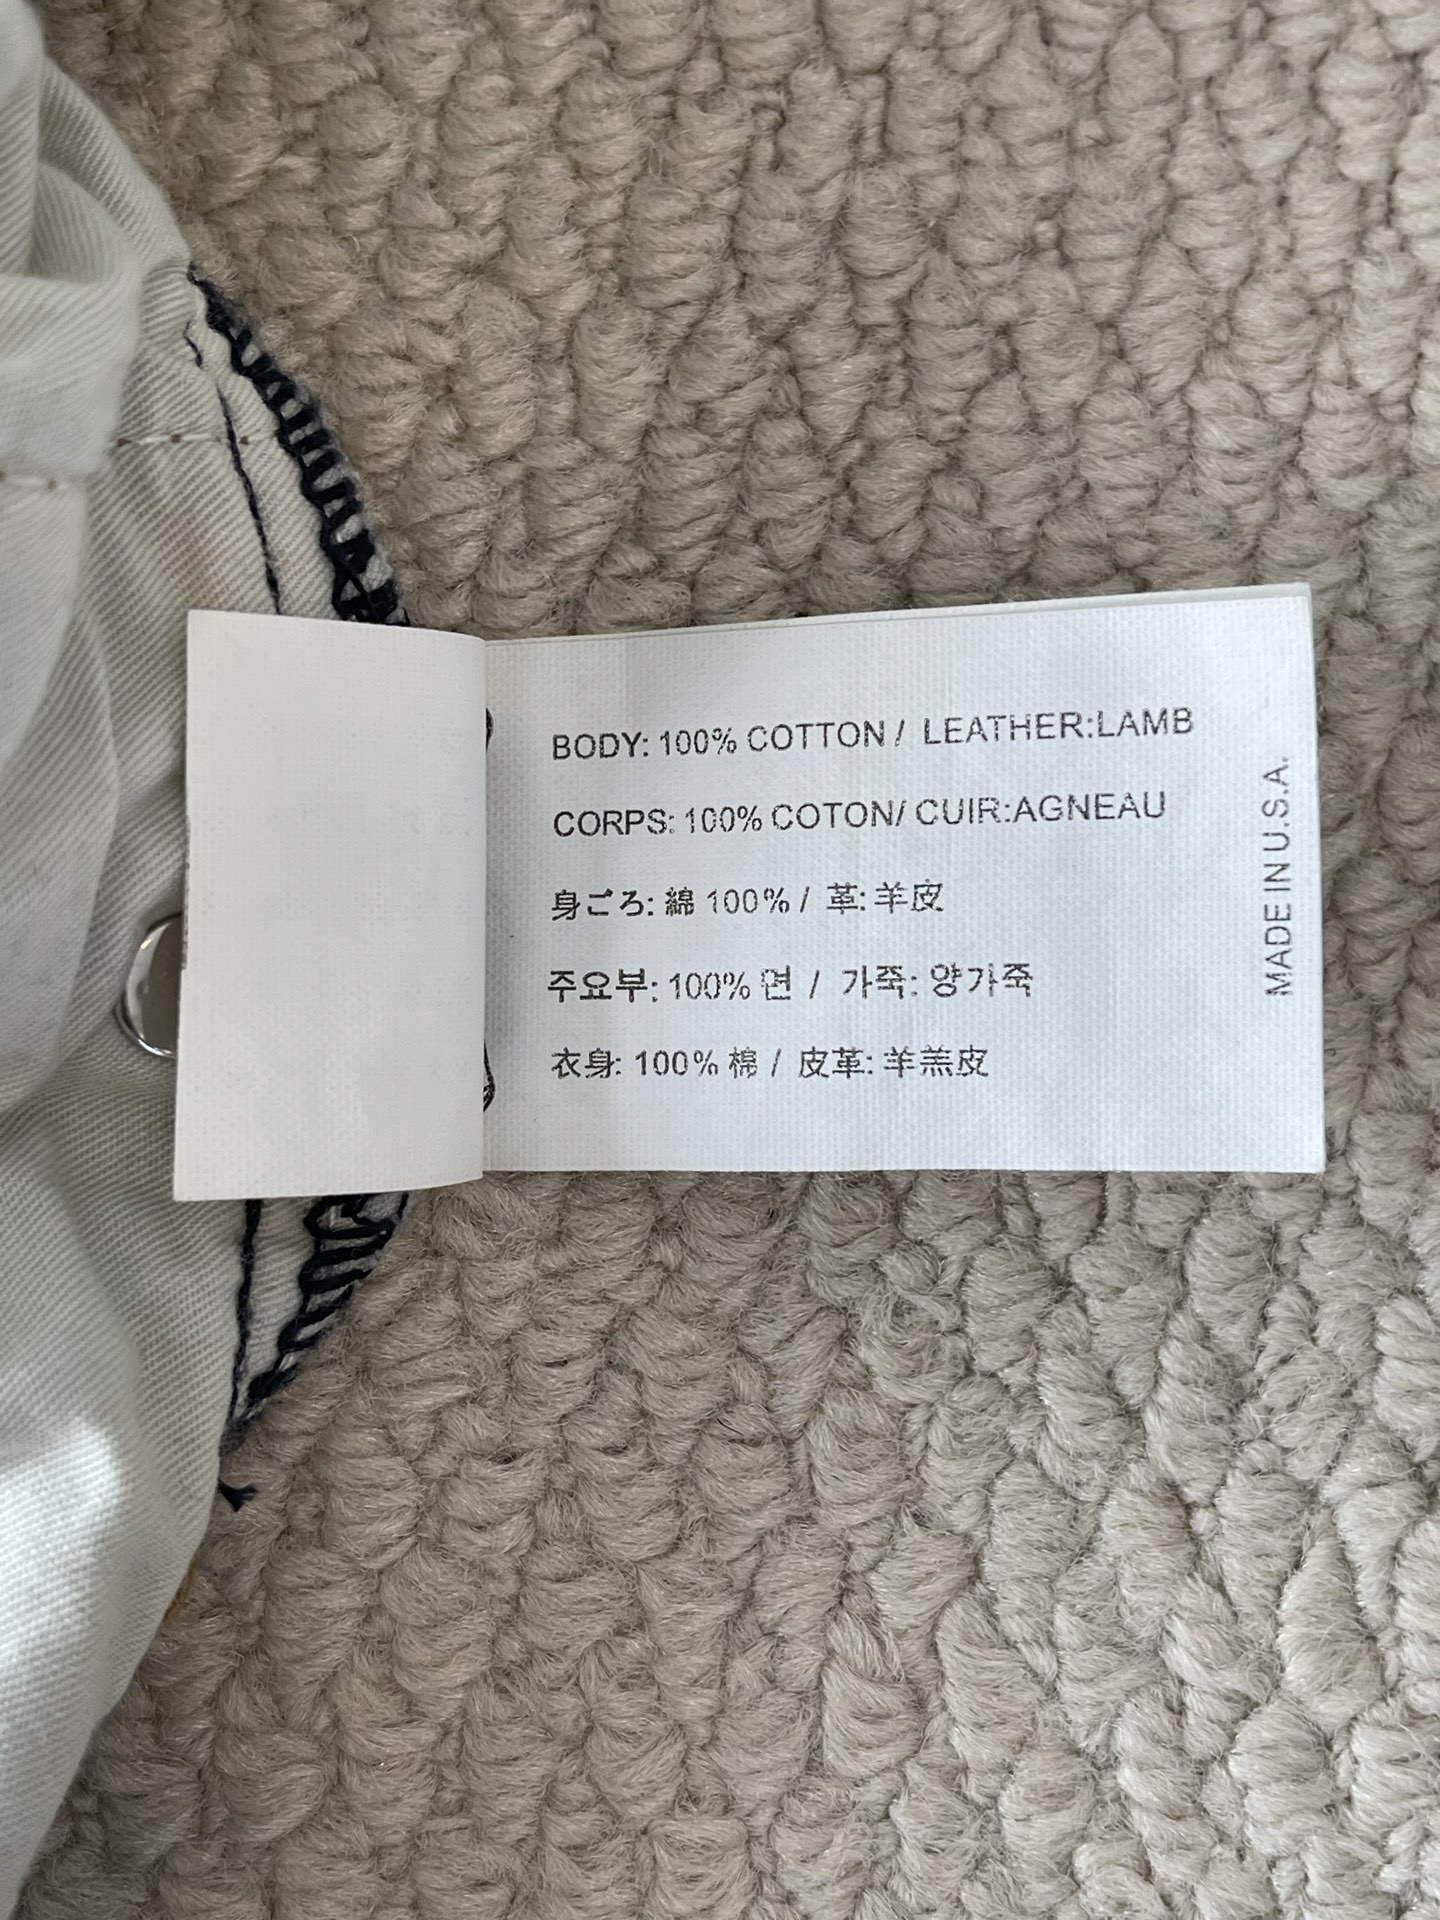 BODY: 100% COTTON / LEATHER:LAMB
CORPS: 100% COTON/ CUIR:AGNEAU
身ごろ: 綿 100% / 革: 羊皮
주요부: 100% 면 / 가죽: 양가죽
衣身: 100% 棉 / 皮革: 羊羔皮
MADE IN U.S.A.